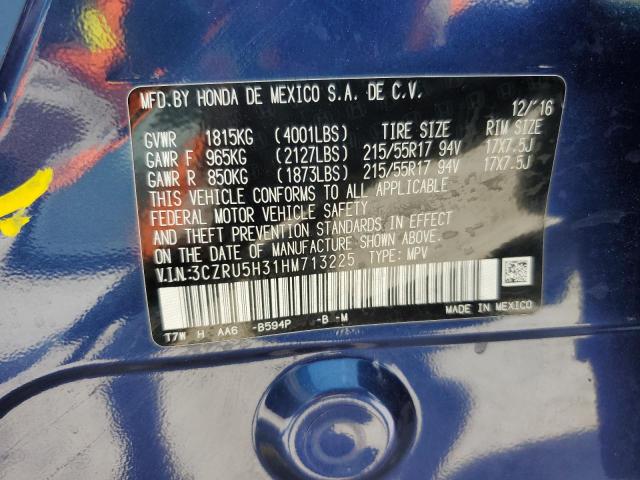 MFD.BY HONDA DE MEXICO S.A. DE C.V.
12/16
GVWR 1815KG (4001LBS) TIRE SIZE RIM SIZE
GAWR F 965KG (2127LBS) 215/55R17 94V 17X7.5J
GAWR R 850KG (1873LBS) 215/55R17 94V 17X7.5J
THIS VEHICLE CONFORMS TO ALL APPLICABLE
FEDERAL MOTOR VEHICLE SAFETY
AND THEFT PREVENTION STANDARDS IN EFFECT
ON THE DATE OF MANUFACTURE SHOWN ABOVE.
V.I.N:3CZRU5H31HM713225 TYPE: MPV
MADE IN MEXICO
T7W H AA6 -B594P -B -M